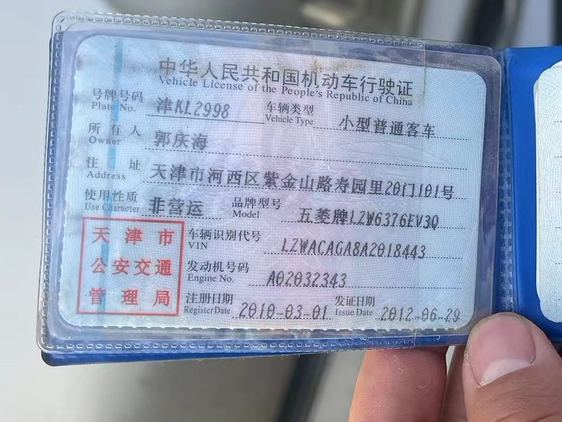 中华人民共和国机动车行驶证
Vehicle License of the People's Republic of China
号牌号码 Plate No. 津KL2998 车辆类型 Vehicle Type 小型普通客车
所有人 Owner 郭庆海
住址 Address 天津市河西区紫金山路寿园里20门101号
使用性质 Use Character 非营运 品牌型号 Model 五菱牌LZW6376EV3Q
天津市
公安交通
管理局
车辆识别代号 VIN LZWACAGA8A2018443
发动机号码 Engine No. A02032343
注册日期 Register Date 2010-03-01 发证日期 Issue Date 2012-06-29